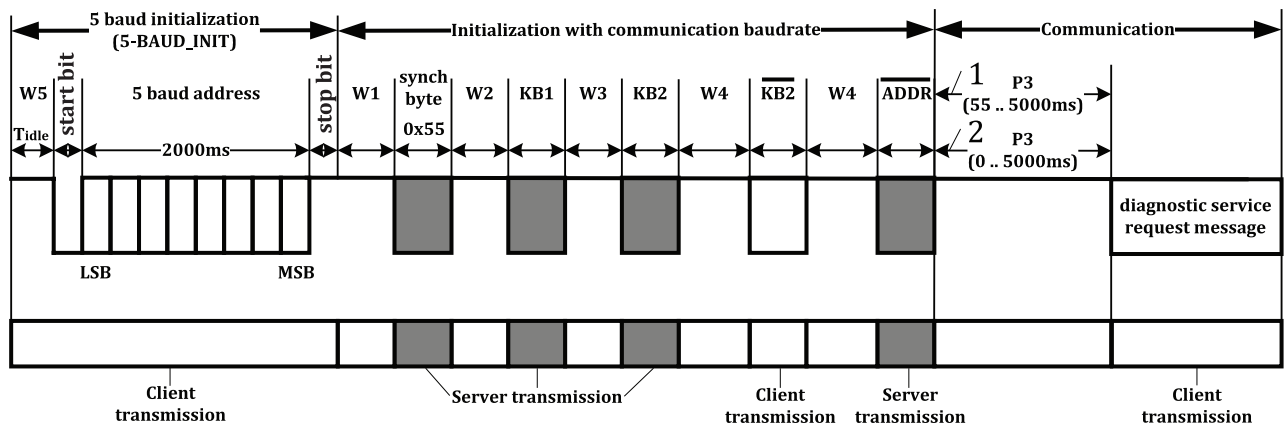 5 baud initialization
(5-BAUD_INIT)
Initialization with communication baudrate
Communication
W5
start bit
5 baud address
stop bit
W1
synch
byte
0x55
W2
KB1
W3
KB2
W4
K̅B̅2̅
W4
A̅D̅D̅R̅
1
P3
(55 .. 5000ms)
Tidle
2000ms
2
P3
(0 .. 5000ms)
LSB
MSB
diagnostic service
request message
Client
transmission
Server transmission
Client
transmission
Server
transmission
Client
transmission